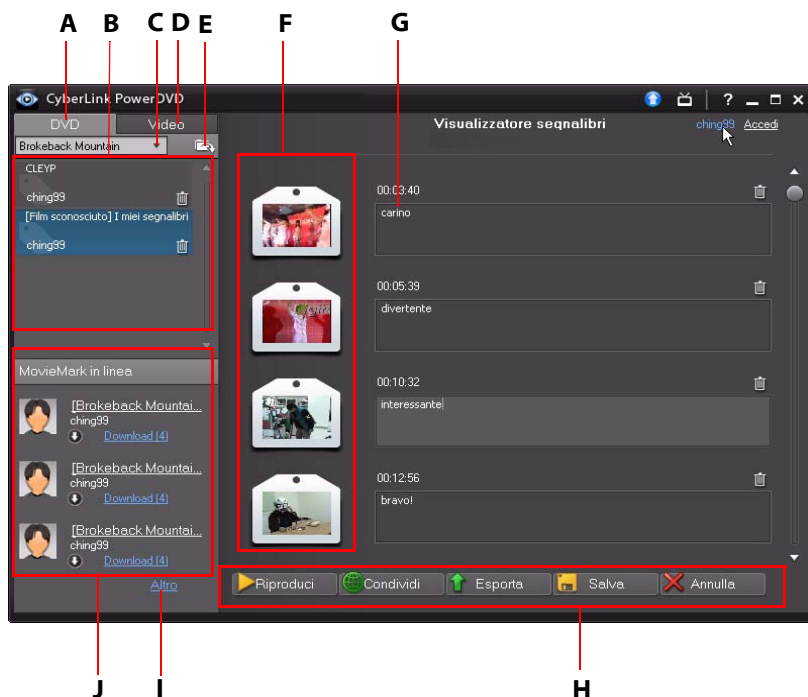 A B C D E F G
CyberLink PowerDVD
?
DVD Video
Visualizzatore segnalibri
ching99 Accedi
Brokeback Mountain
CLEYP
ching99
[Film sconosciuto] I miei segnalibri
ching99
00:03:40
carino
00:05:39
divertente
MovieMark in linea
[Brokeback Mountai...
ching99
Download (4)
[Brokeback Mountai...
ching99
Download (4)
[Brokeback Mountai...
ching99
Download (4)
Altro
00:10:32
interessante
00:12:56
bravo!
Riproduci Condividi Esporta Salva Annulla
J I H